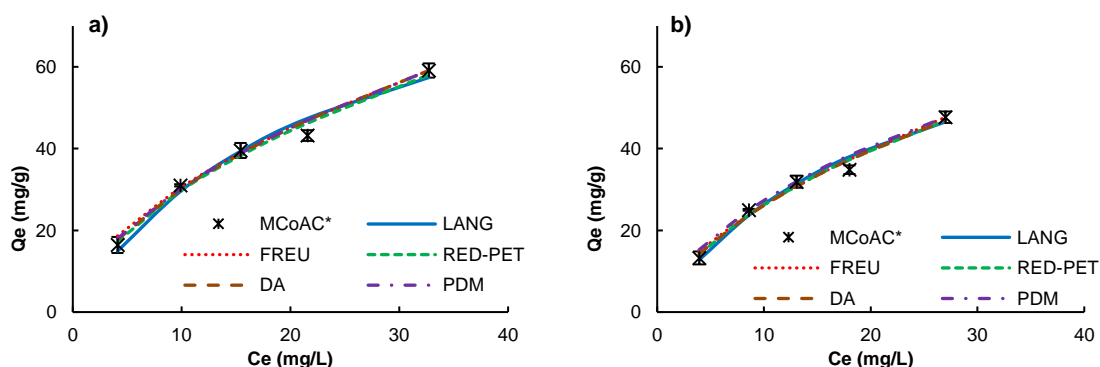 a)
80
60
40
20
0
Qe (mg/g)
MCoAC* LANG
FREU RED-PET
DA PDM
0 10 20 30 40
Ce (mg/L)
b)
80
60
40
20
0
Qe (mg/g)
MCoAC* LANG
FREU RED-PET
DA PDM
0 10 20 30 40
Ce (mg/L)